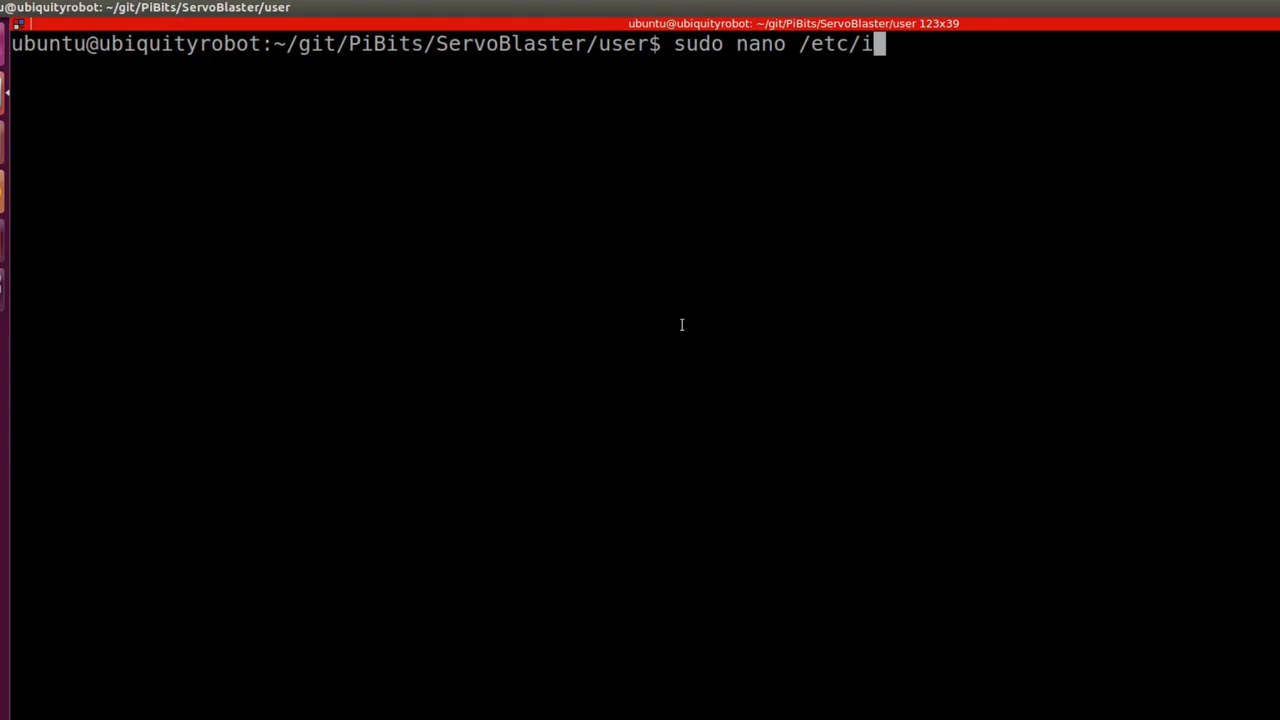 u@ubiquityrobot: ~/git/PiBits/ServoBlaster/user
ubuntu@ubiquityrobot: ~/git/PiBits/ServoBlaster/user 123x39
ubuntu@ubiquityrobot:~/git/PiBits/ServoBlaster/user$ sudo nano /etc/i